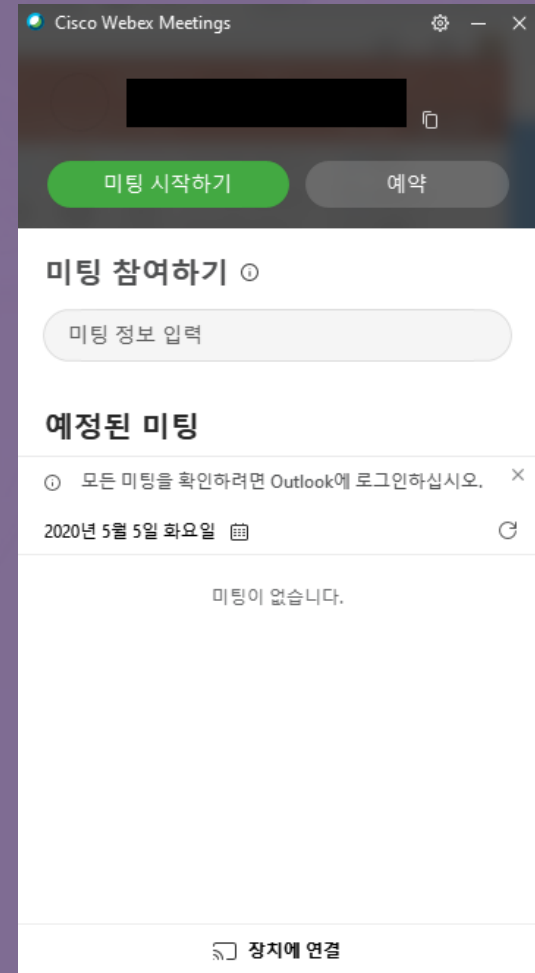 Cisco Webex Meetings
미팅 시작하기
예약
미팅 참여하기
미팅 정보 입력
예정된 미팅
모든 미팅을 확인하려면 Outlook에 로그인하십시오.
2020년 5월 5일 화요일
미팅이 없습니다.
장치에 연결